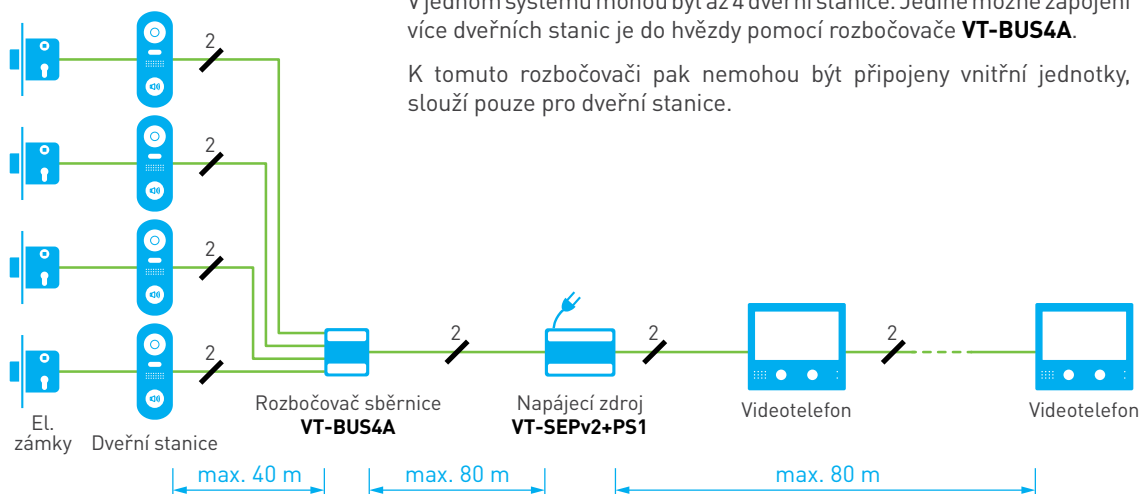 V jednom systému mohou být až 4 dveřní stanice. Jediné možné zapojení
více dveřních stanic je do hvězdy pomocí rozbočovače VT-BUS4A.
K tomuto rozbočovači pak nemohou být připojeny vnitřní jednotky,
slouží pouze pro dveřní stanice.
2
2
2
2
2
2
2
El.
zámky
Dveřní stanice
Rozbočovač sběrnice
VT-BUS4A
Napájecí zdroj
VT-SEPv2+PS1
Videotelefon
Videotelefon
max. 40 m
max. 80 m
max. 80 m